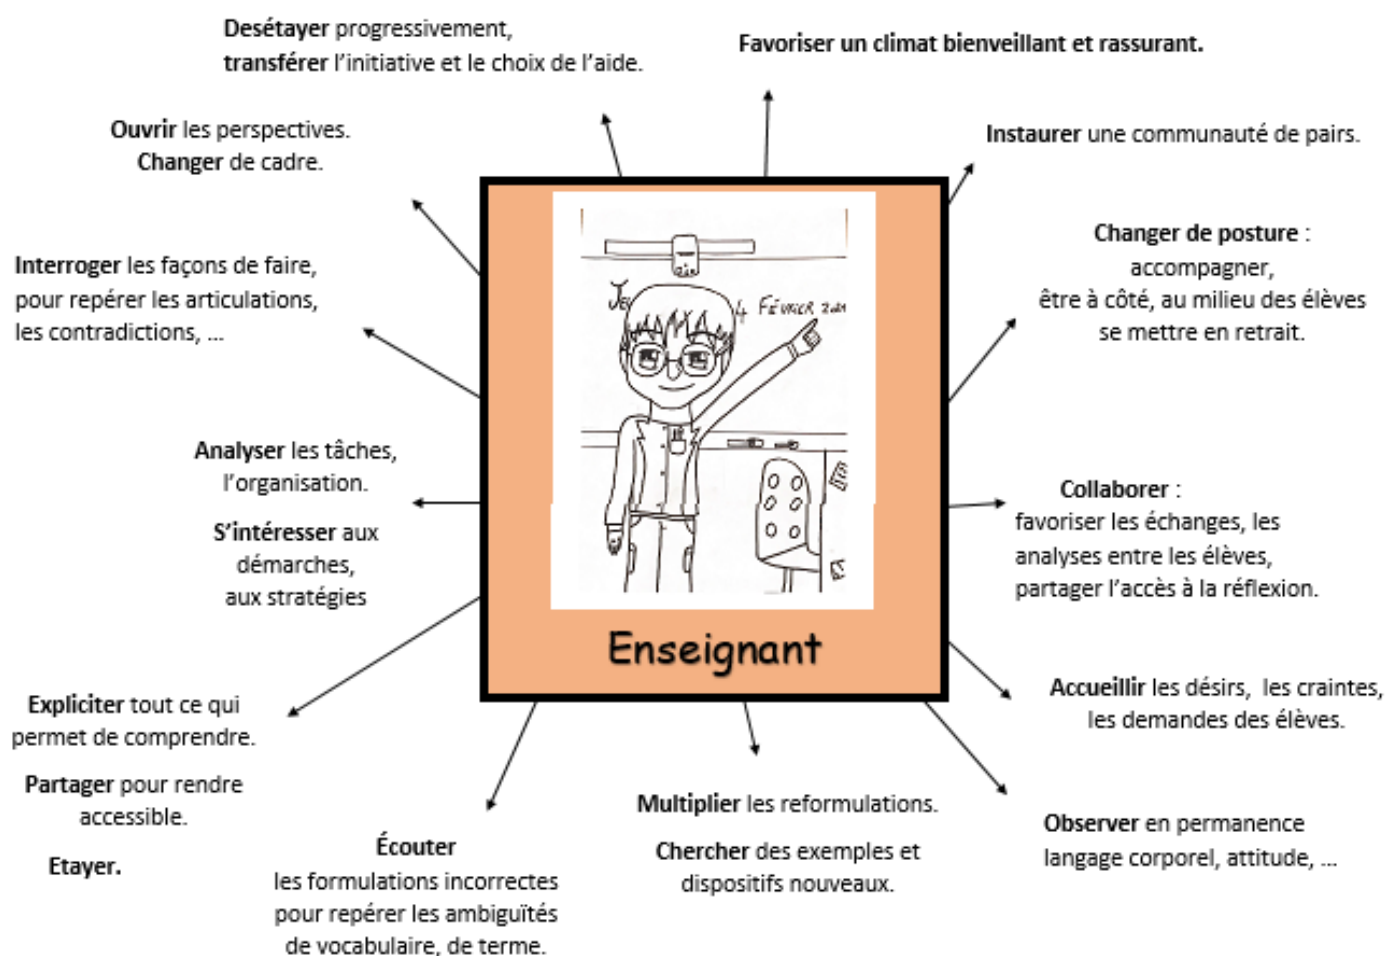 Desétayer progressivement,
transférer l'initiative et le choix de l'aide.
Favoriser un climat bienveillant et rassurant.
Ouvrir les perspectives.
Changer de cadre.
Instaurer une communauté de pairs.
Changer de posture :
accompagner,
être à côté, au milieu des élèves
se mettre en retrait.
Interroger les façons de faire,
pour repérer les articulations,
les contradictions, ...
Jeu
4 FÉVRIER 2021
Analyser les tâches,
l'organisation.
S'intéresser aux
démarches,
aux stratégies
Collaborer :
favoriser les échanges, les
analyses entre les élèves,
partager l'accès à la réflexion.
Enseignant
Accueillir les désirs, les craintes,
les demandes des élèves.
Expliciter tout ce qui
permet de comprendre.
Partager pour rendre
accessible.
Etayer.
Écouter
les formulations incorrectes
pour repérer les ambiguïtés
de vocabulaire, de terme.
Multiplier les reformulations.
Chercher des exemples et
dispositifs nouveaux.
Observer en permanence
langage corporel, attitude, ...